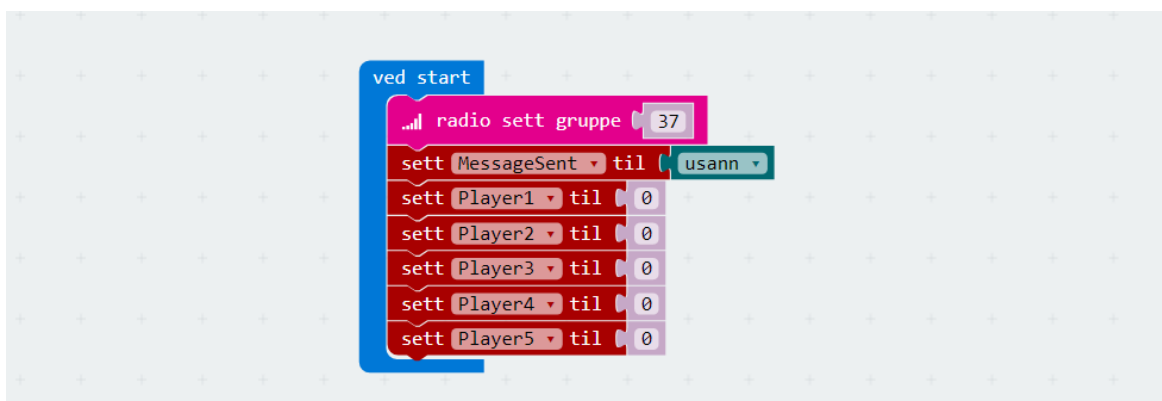 ved start
radio sett gruppe 37
sett MessageSent til usann
sett Player1 til 0
sett Player2 til 0
sett Player3 til 0
sett Player4 til 0
sett Player5 til 0